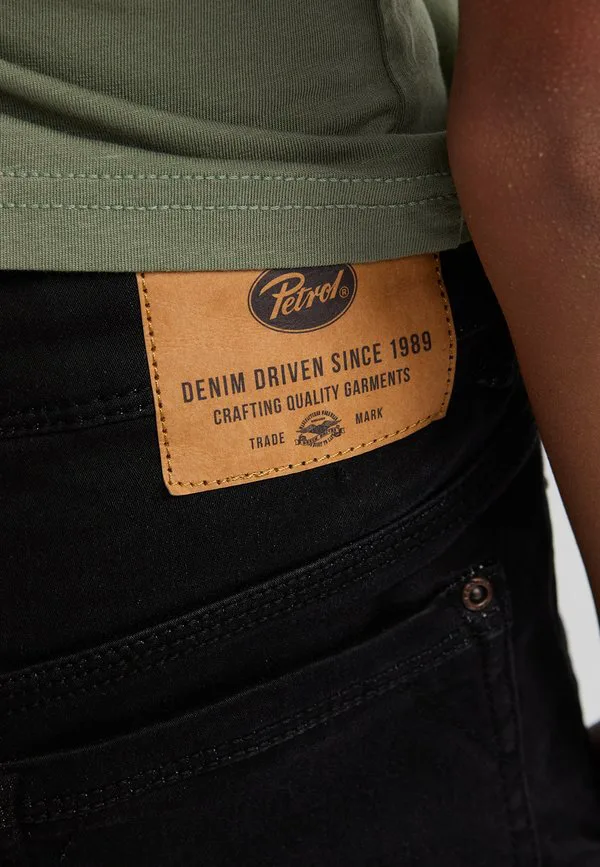 Petrol®
DENIM DRIVEN SINCE 1989
CRAFTING QUALITY GARMENTS
TRADE MARK